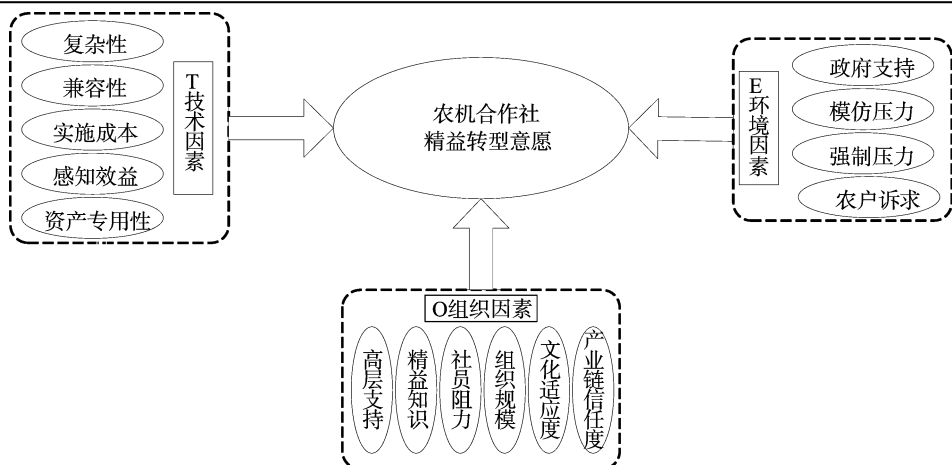 复杂性
兼容性
实施成本
感知效益
资产专用性
T技术因素
农机合作社
精益转型意愿
E环境因素
政府支持
模仿压力
强制压力
农户诉求
O组织因素
高层支持
精益知识
社员阻力
组织规模
文化适应度
产业链信任度